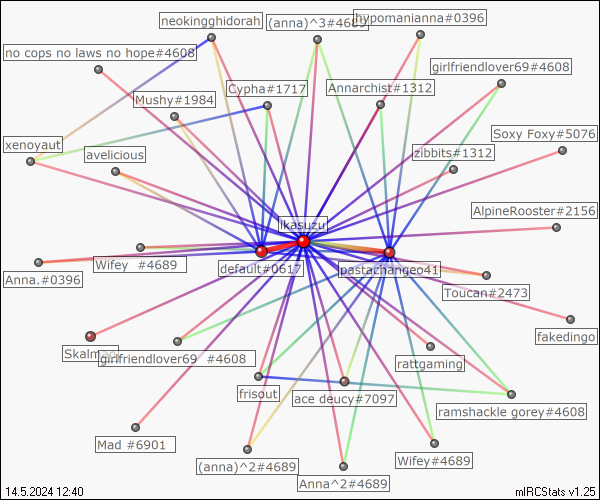 neokingghidorah
(anna)^3#4689
hypomanianna#0396
no cops no laws no hope#4608
girlfriendlover69#4608
Cypha#1717
Annarchist#1312
Mushy#1984
Soxy Foxy#5076
xenoyaut
avelicious
zibbits#1312
AlpineRooster#2156
ikasuzu
Wifey #4689
default#0617
pastachangeo41
Anna.#0396
Toucan#2473
fakedingo
girlfriendlover69 #4608
rattgaming
frisout
ace deucy#7097
ramshackle gorey#4608
Mad #6901
(anna)^2#4689
Wifey#4689
Anna^2#4689
14.5.2024 12:40
mIRCStats v1.25